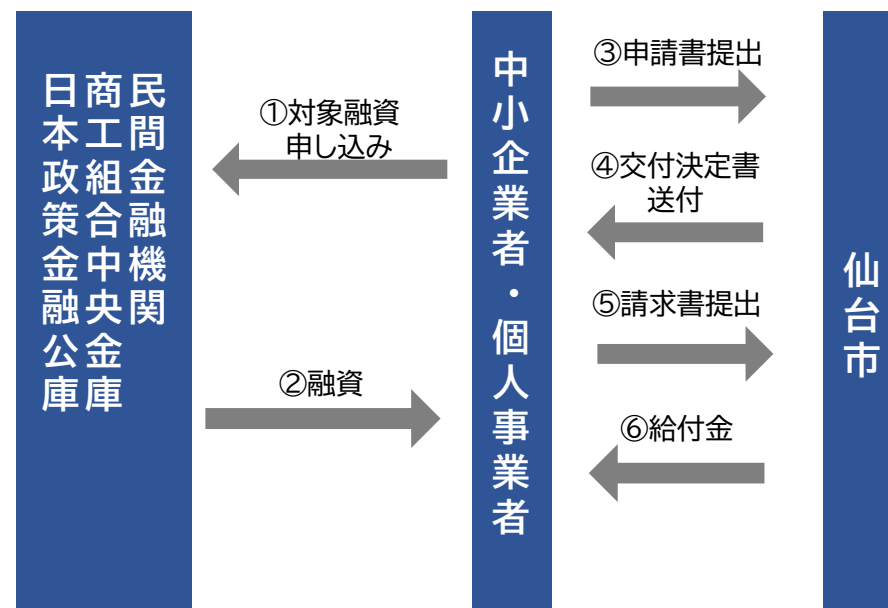 民間金融機関
商工組合中央金庫
日本政策金融公庫
①対象融資
申し込み
②融資
中小企業者・個人事業者
③申請書提出
④交付決定書
送付
⑤請求書提出
⑥給付金
仙台市